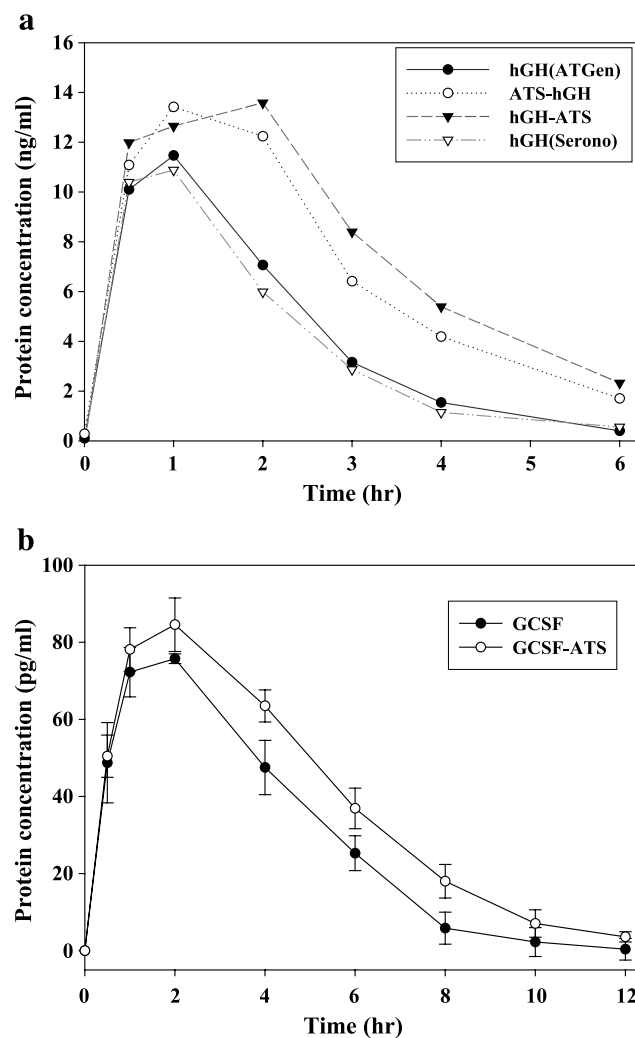 a
16
14
12
10
8
6
4
2
0
Protein concentration (ng/ml)
hGH(ATGen)
ATS-hGH
hGH-ATS
hGH(Serono)
0 1 2 3 4 5 6
Time (hr)
b
100
80
60
40
20
0
Protein concentration (pg/ml)
GCSF
GCSF-ATS
0 2 4 6 8 10 12
Time (hr)